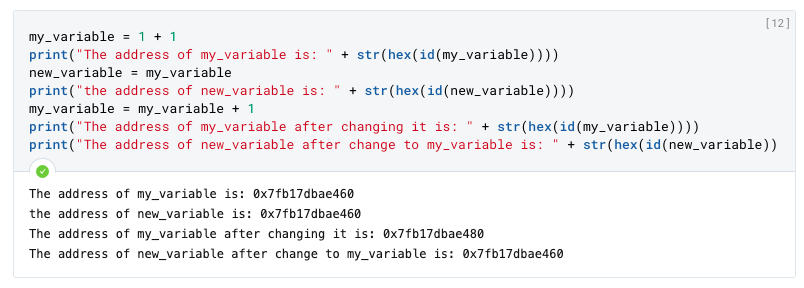 [12]
my_variable = 1 + 1
print("The address of my_variable is: " + str(hex(id(my_variable))))
new_variable = my_variable
print("the address of new_variable is: " + str(hex(id(new_variable))))
my_variable = my_variable + 1
print("The address of my_variable after changing it is: " + str(hex(id(my_variable))))
print("The address of new_variable after change to my_variable is: " + str(hex(id(new_variable))
The address of my_variable is: 0x7fb17dbae460
the address of new_variable is: 0x7fb17dbae460
The address of my_variable after changing it is: 0x7fb17dbae480
The address of new_variable after change to my_variable is: 0x7fb17dbae460